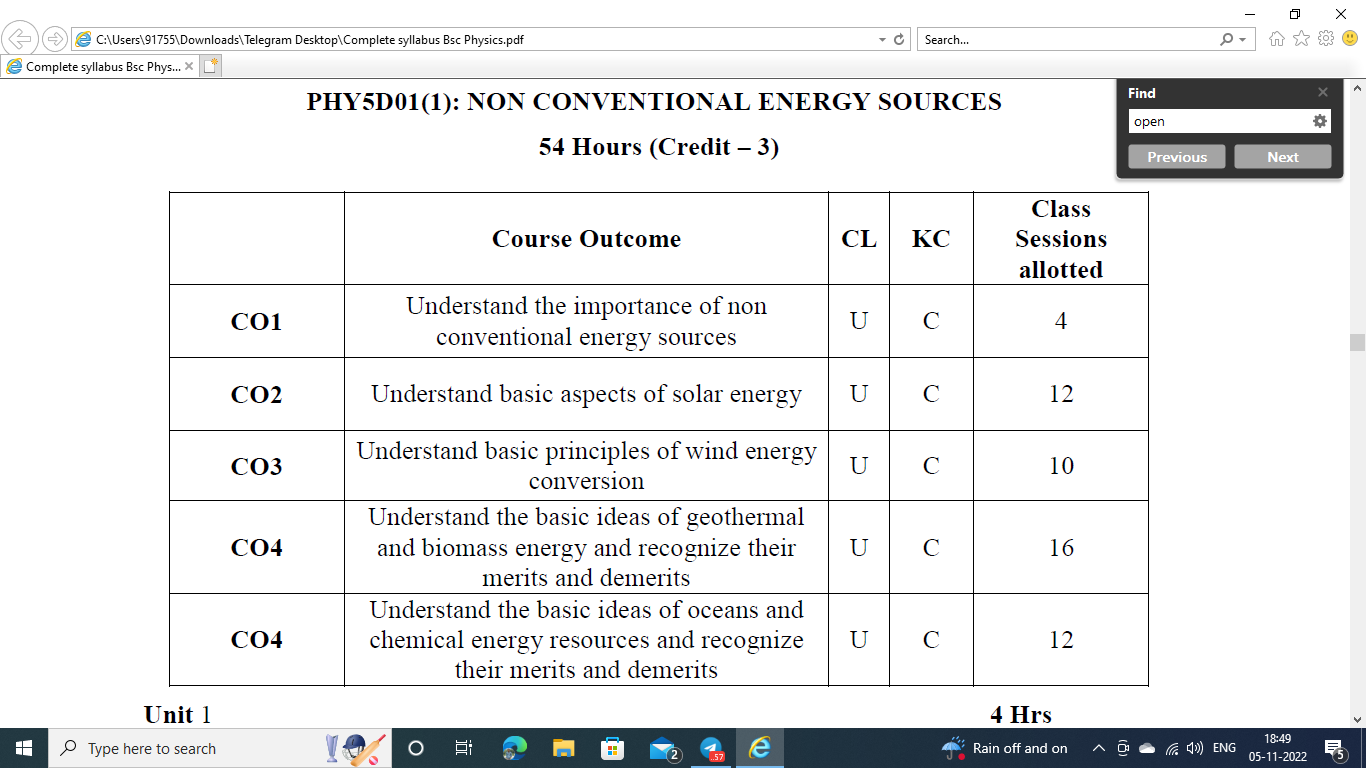 C:\Users\91755\Downloads\Telegram Desktop\Complete syllabus Bsc Physics.pdf
Search...
Complete syllabus Bsc Phys...
PHY5D01(1): NON CONVENTIONAL ENERGY SOURCES
54 Hours (Credit – 3)
Find
open
Previous
Next
Course Outcome
CL
KC
Class
Sessions
allotted
CO1
Understand the importance of non
conventional energy sources
U
C
4
CO2
Understand basic aspects of solar energy
U
C
12
CO3
Understand basic principles of wind energy
conversion
U
C
10
CO4
Understand the basic ideas of geothermal
and biomass energy and recognize their
merits and demerits
U
C
16
CO4
Understand the basic ideas of oceans and
chemical energy resources and recognize
their merits and demerits
U
C
12
Unit 1
4 Hrs
Type here to search
2
57
Rain off and on
ENG
18:49
05-11-2022
5